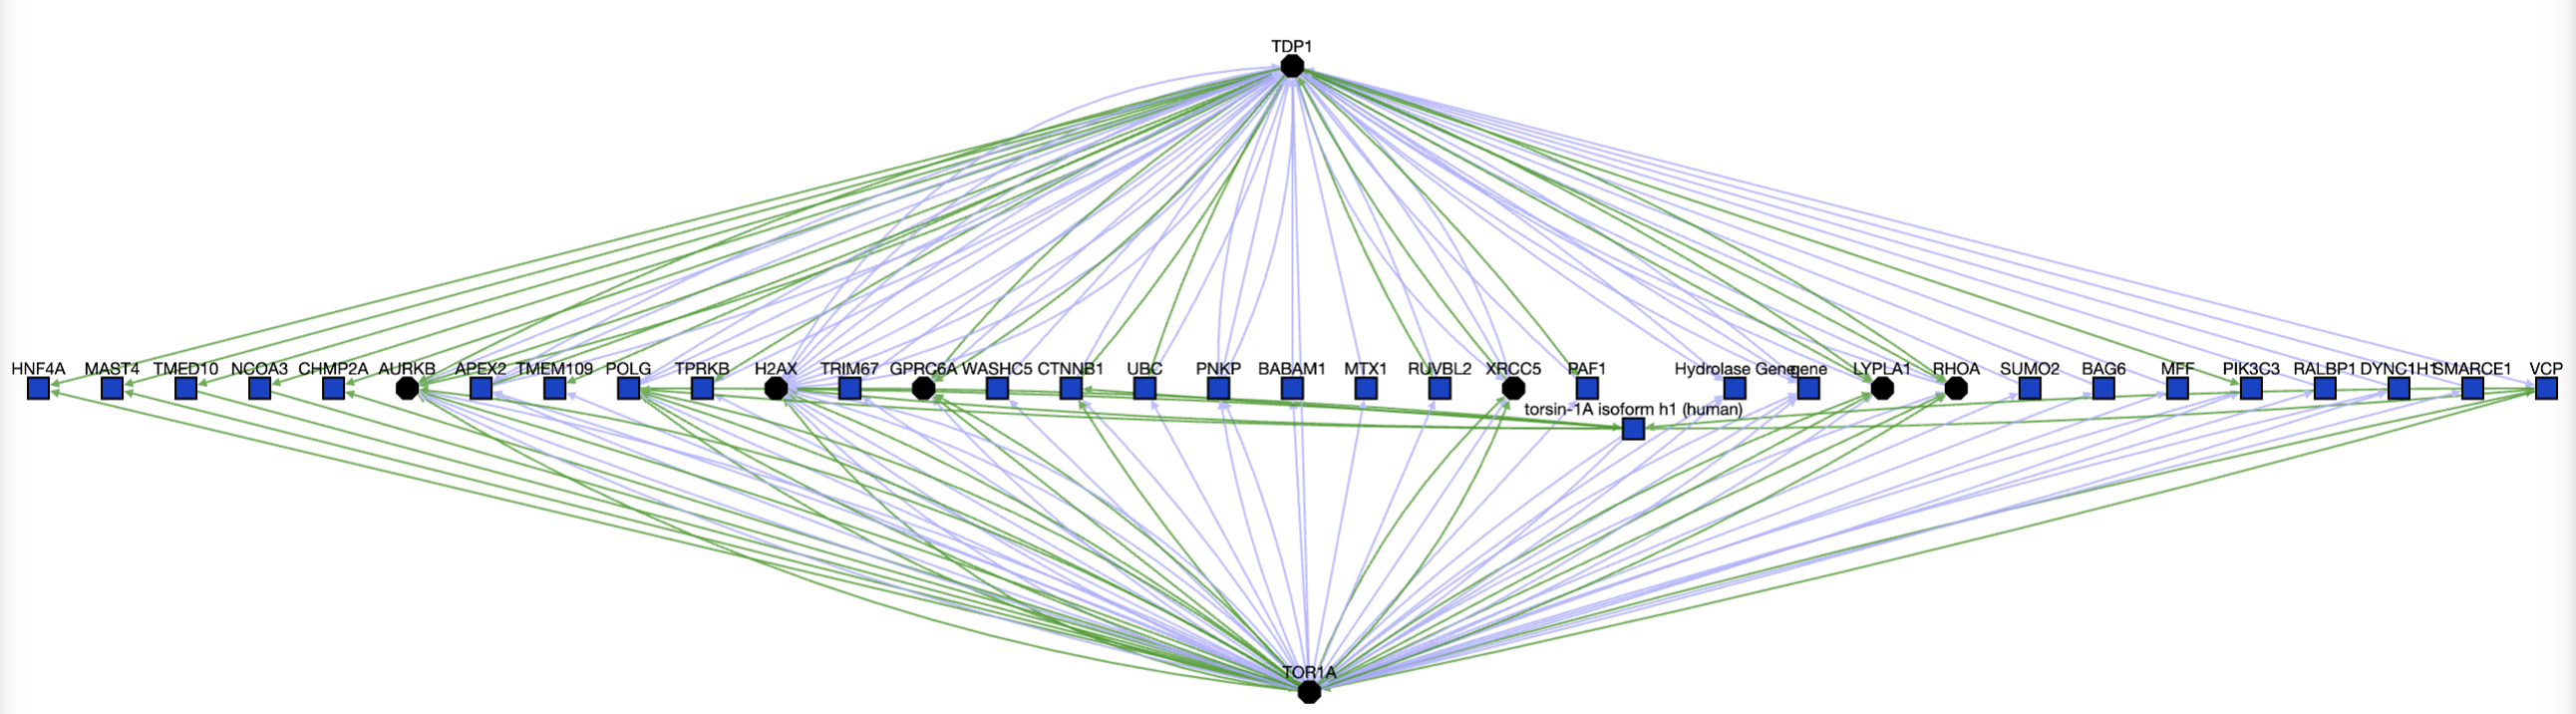 TDP1
HNF4A
MAST4
TMED10
NCOA3
CHMP2A
AURKB
APEX2
TMEM109
POLG
TPRKB
H2AX
TRIM67
GPRC6A
WASHC5
CTNNB1
UBC
PNKP
BABAM1
MTX1
RUVBL2
XRCC5
RAF1
Hydrolase Gene
gene
LYPLA1
RHOA
SUMO2
BAG6
MFF
PIK3C3
RALBP1
DYNC1H1
SMARCE1
VCP
torsin-1A isoform h1 (human)
TOR1A